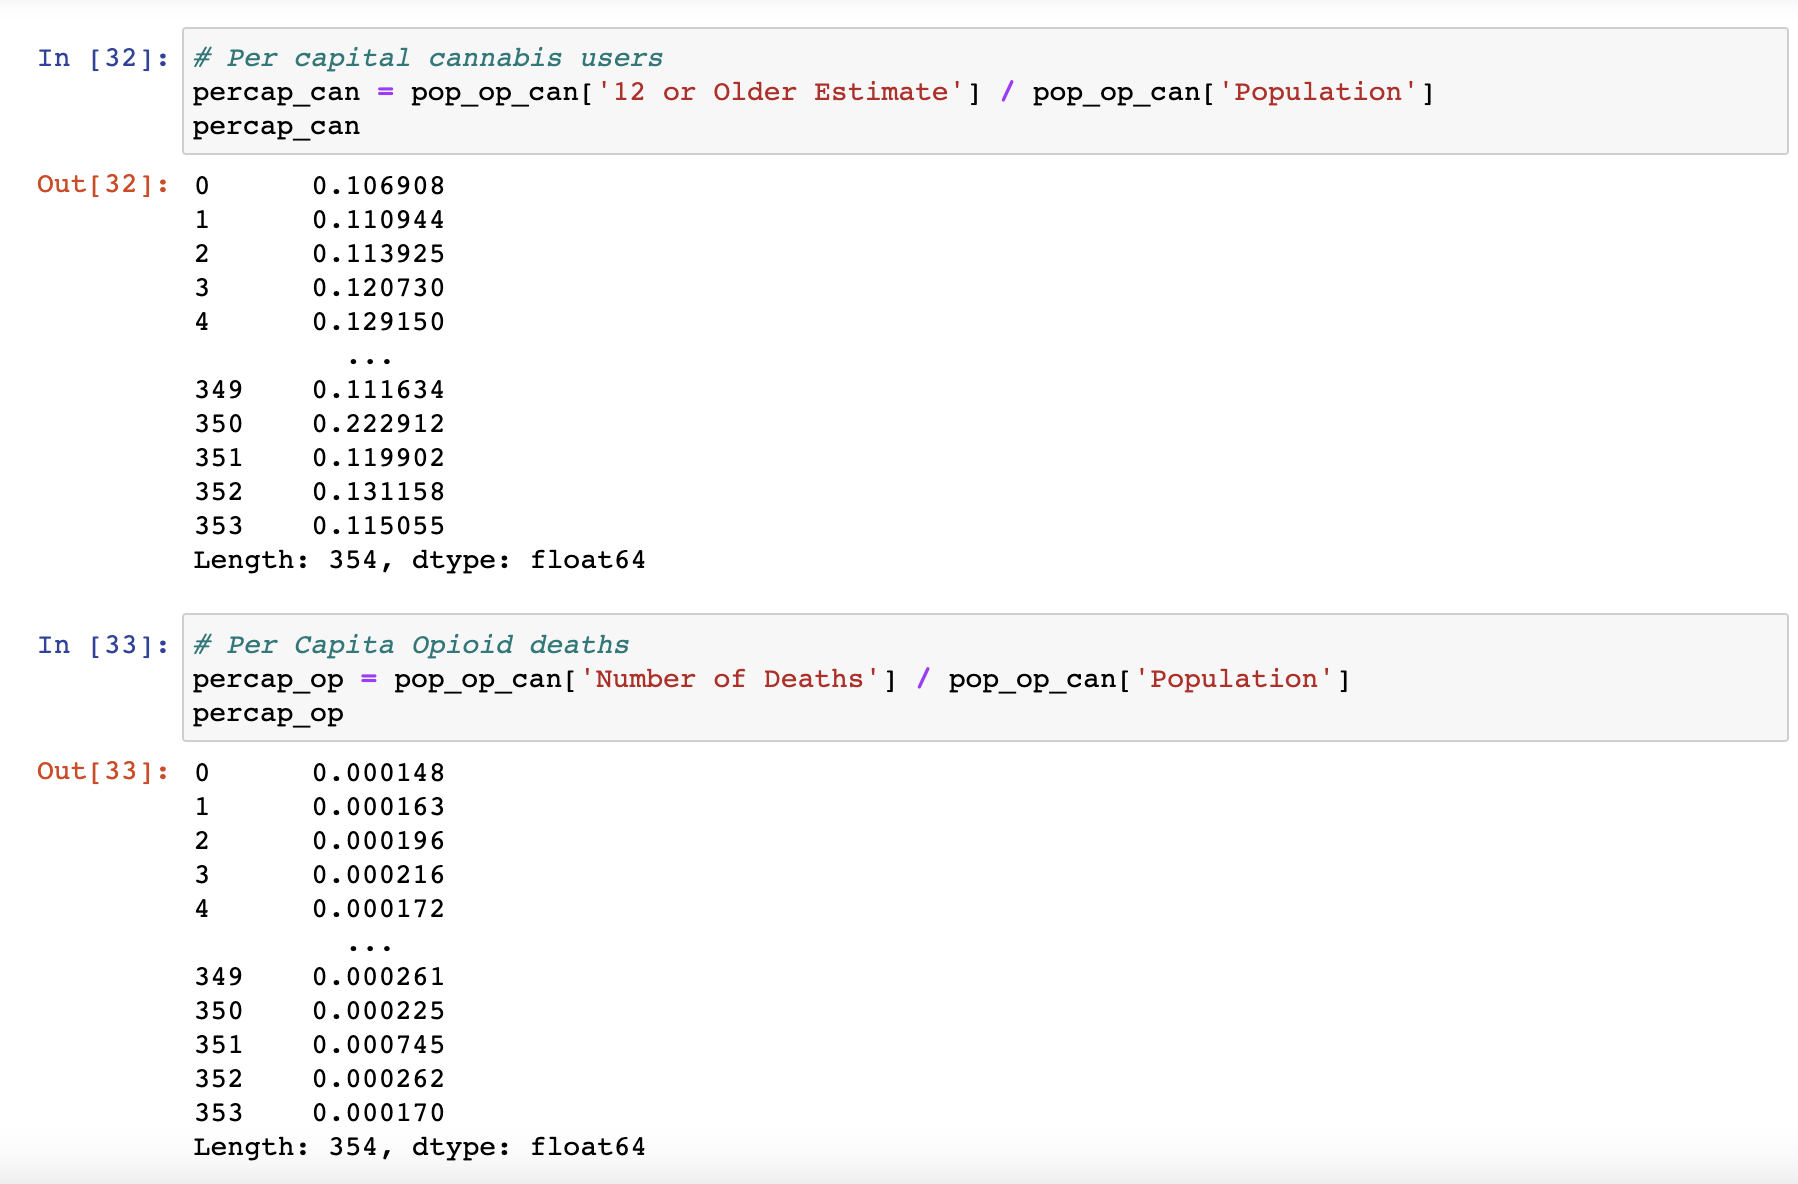 In [32]: # Per capital cannabis users
percap_can = pop_op_can['12 or Older Estimate'] / pop_op_can['Population']
percap_can
Out[32]: 0 0.106908
1 0.110944
2 0.113925
3 0.120730
4 0.129150
...
349 0.111634
350 0.222912
351 0.119902
352 0.131158
353 0.115055
Length: 354, dtype: float64
In [33]: # Per Capita Opioid deaths
percap_op = pop_op_can['Number of Deaths'] / pop_op_can['Population']
percap_op
Out[33]: 0 0.000148
1 0.000163
2 0.000196
3 0.000216
4 0.000172
...
349 0.000261
350 0.000225
351 0.000745
352 0.000262
353 0.000170
Length: 354, dtype: float64